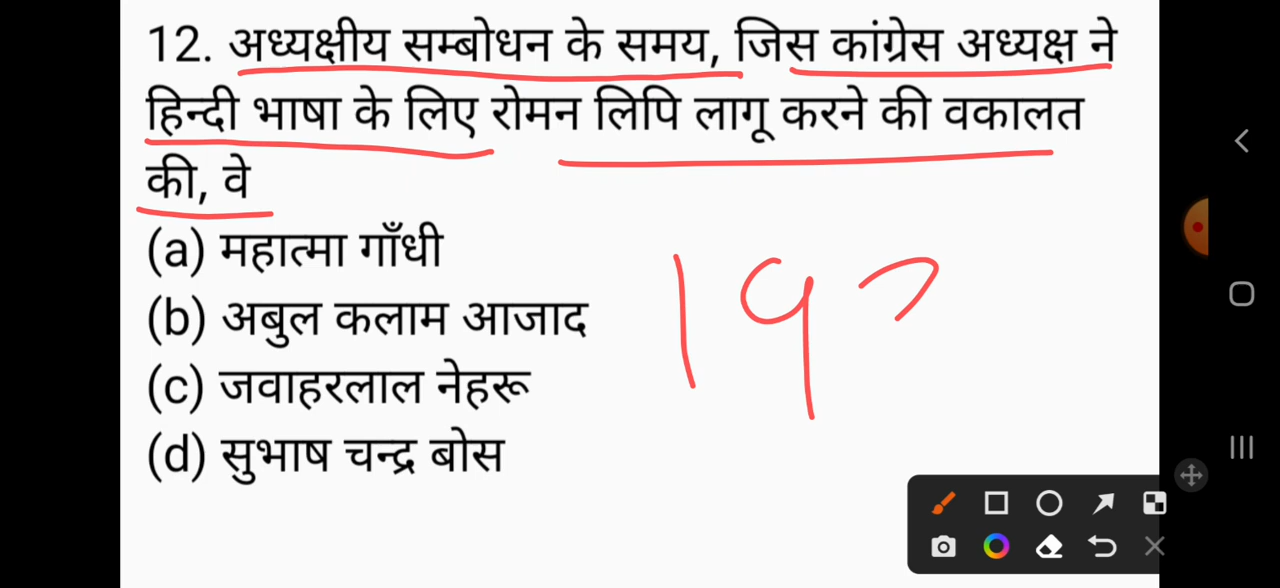 12. अध्यक्षीय सम्बोधन के समय, जिस कांग्रेस अध्यक्ष ने
हिन्दी भाषा के लिए रोमन लिपि लागू करने की वकालत
की, वे
(a) महात्मा गाँधी
(b) अबुल कलाम आजाद
(c) जवाहरलाल नेहरू
(d) सुभाष चन्द्र बोस
19